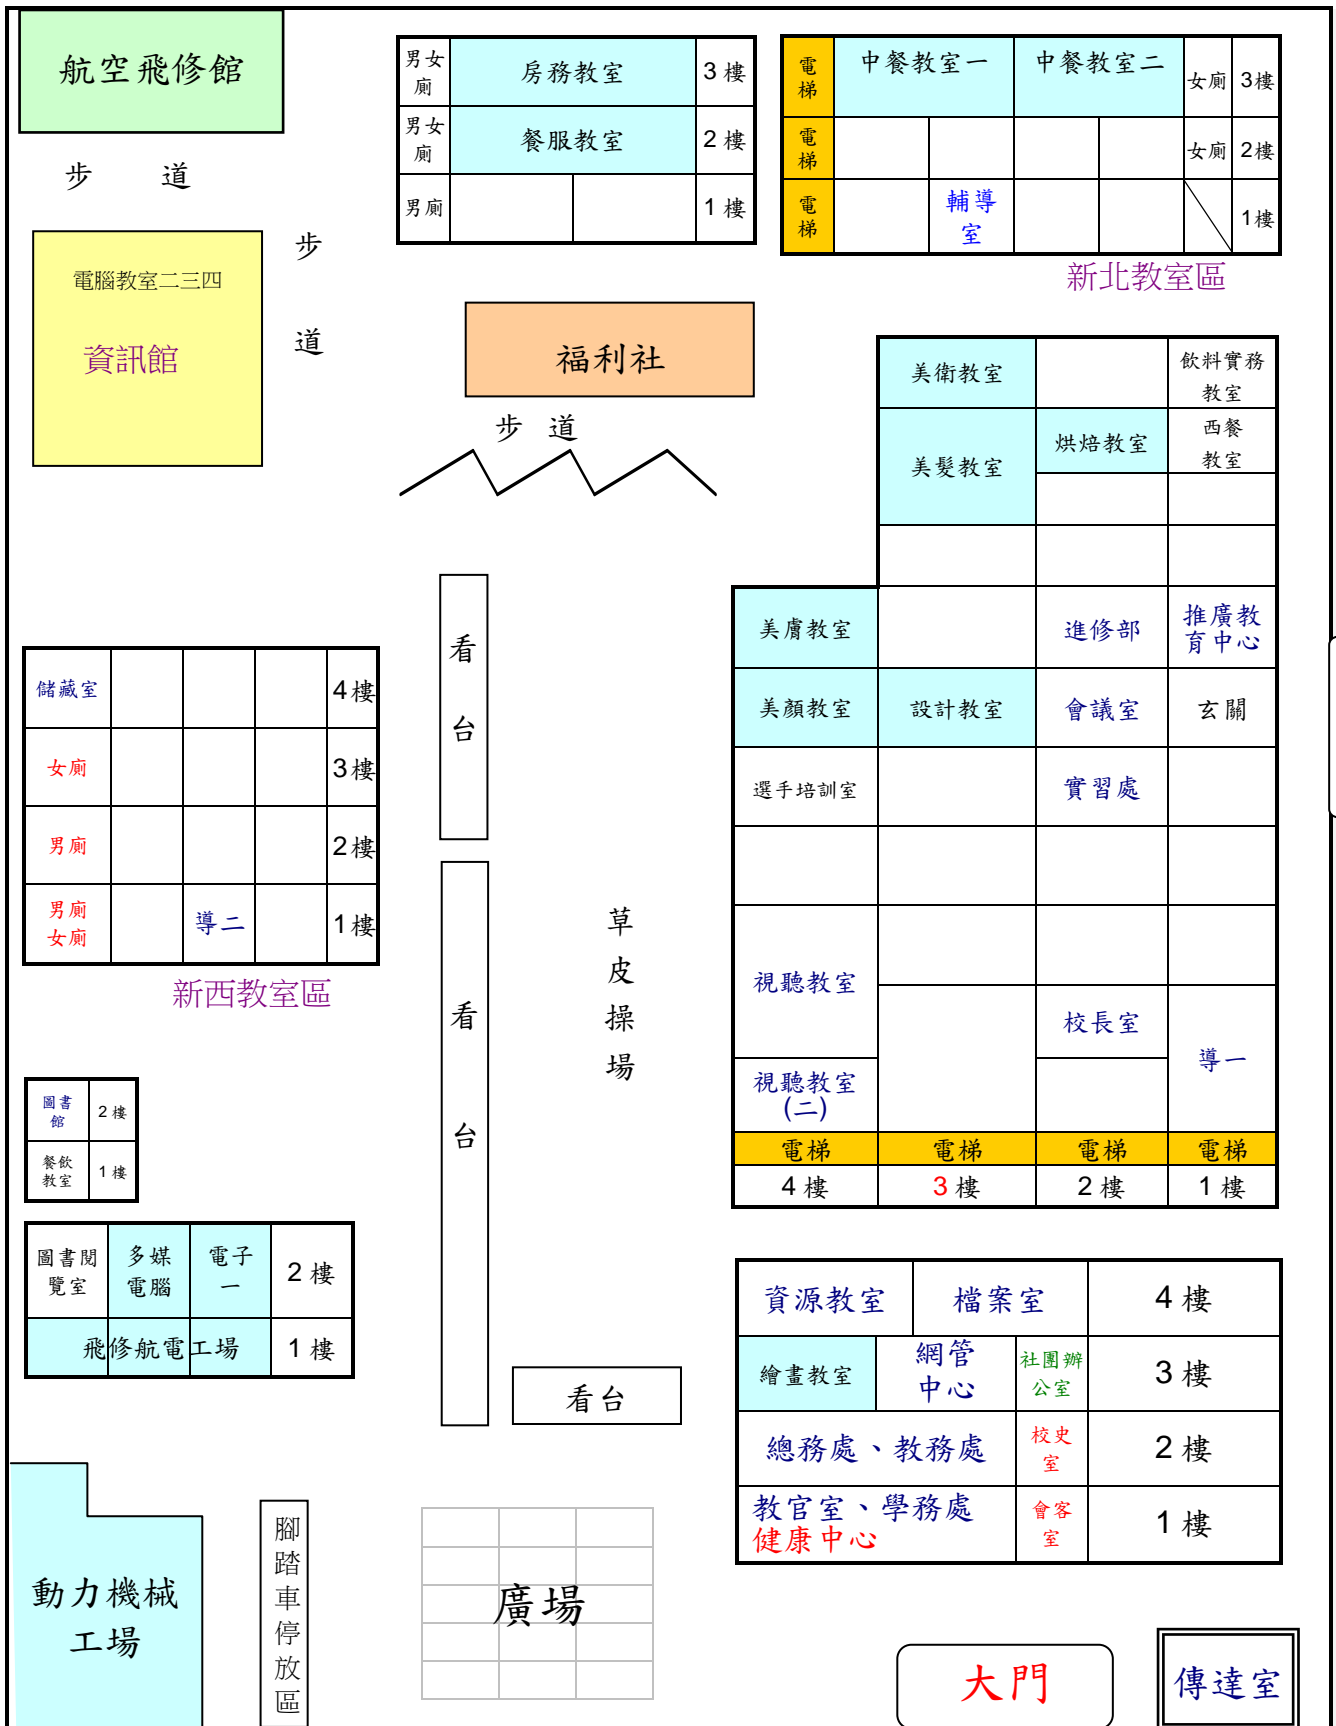 航空飛修館
步 道
步
道
電腦教室二三四
資訊館
男女
廁
房務教室
3 樓
男女
廁
餐服教室
2 樓
男廁
1 樓
電
梯
中餐教室一
中餐教室二
女廁
3樓
電
梯
女廁
2樓
電
梯
輔導
室
1樓
新北教室區
福利社
步 道
美衛教室
飲料實務
教室
美髮教室
烘焙教室
西餐
教室
美膚教室
進修部
推廣教
育中心
美顏教室
設計教室
會議室
玄關
選手培訓室
實習處
視聽教室
校長室
導一
視聽教室
(二)
電梯
電梯
電梯
電梯
4 樓
3 樓
2 樓
1 樓
看
台
看
台
草
皮
操
場
儲藏室
4樓
女廁
3樓
男廁
2樓
男廁
女廁
導二
1樓
新西教室區
圖書
館
2 樓
餐飲
教室
1 樓
圖書閱
覽室
多媒
電腦
電子
一
2 樓
飛修航電工場
1 樓
看台
資源教室
檔案室
4 樓
繪畫教室
網管
中心
社團辦
公室
3 樓
總務處、教務處
校史
室
2 樓
教官室、學務處
健康中心
會客
室
1 樓
動力機械
工場
腳
踏
車
停
放
區
廣場
大門
傳達室